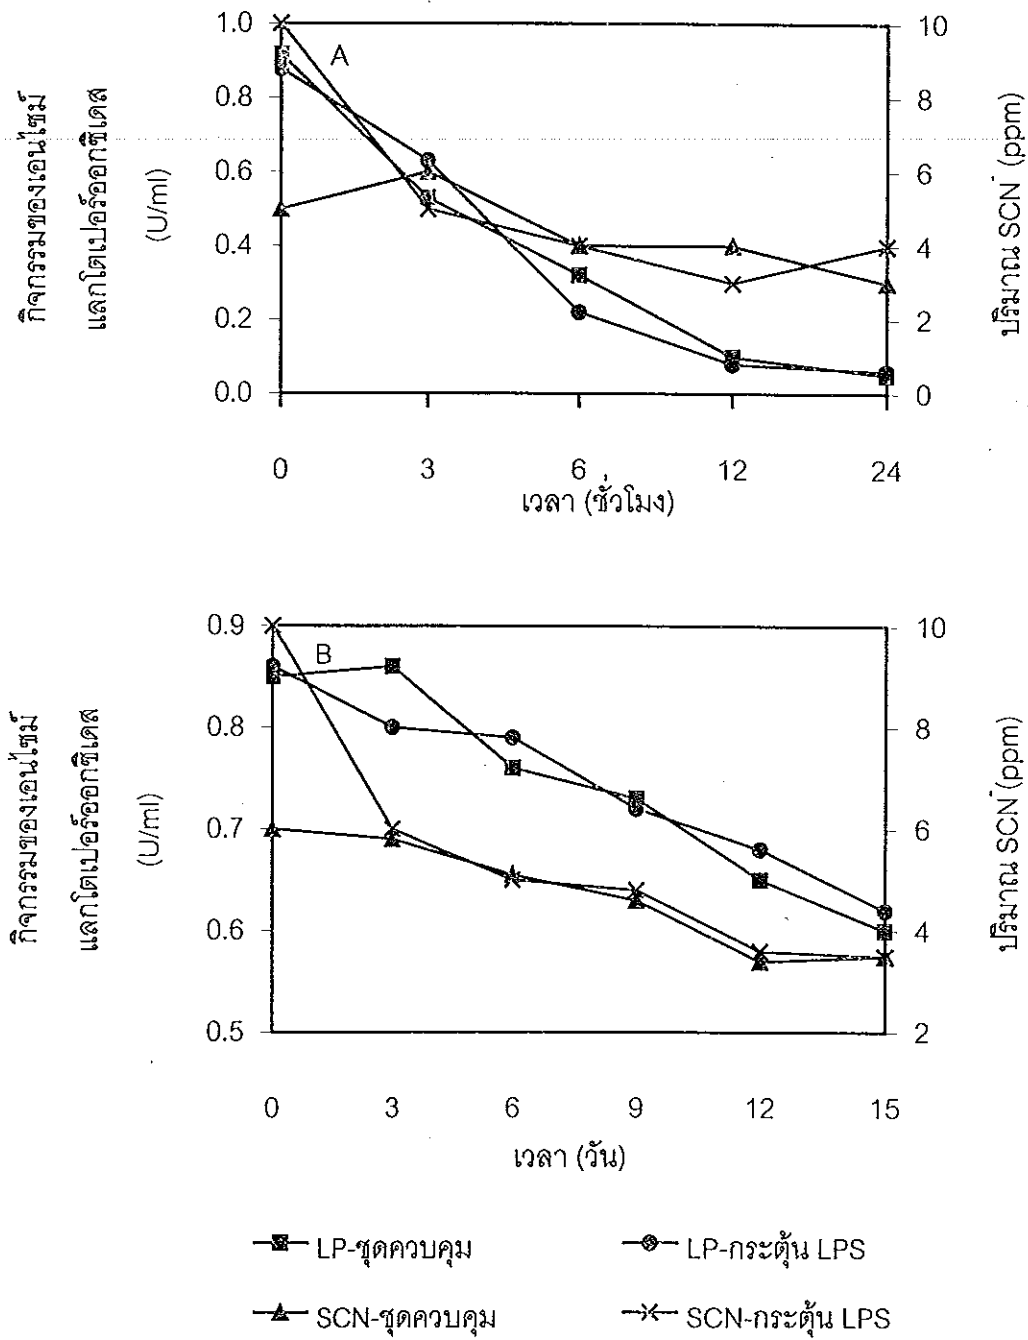 A
กิจกรรมของเอนไซม์
แลกโตเปอร์ออกซิเดส
(U/ml)
1.0
0.8
0.6
0.4
0.2
0.0
10
8
6
4
2
0
ปริมาณ SCN⁻ (ppm)
0 3 6 12 24
เวลา (ชั่วโมง)
B
กิจกรรมของเอนไซม์
แลกโตเปอร์ออกซิเดส
(U/ml)
0.9
0.8
0.7
0.6
0.5
10
8
6
4
2
ปริมาณ SCN⁻ (ppm)
0 3 6 9 12 15
เวลา (วัน)
LP-ชุดควบคุม LP-กระตุ้น LPS
SCN-ชุดควบคุม SCN-กระตุ้น LPS